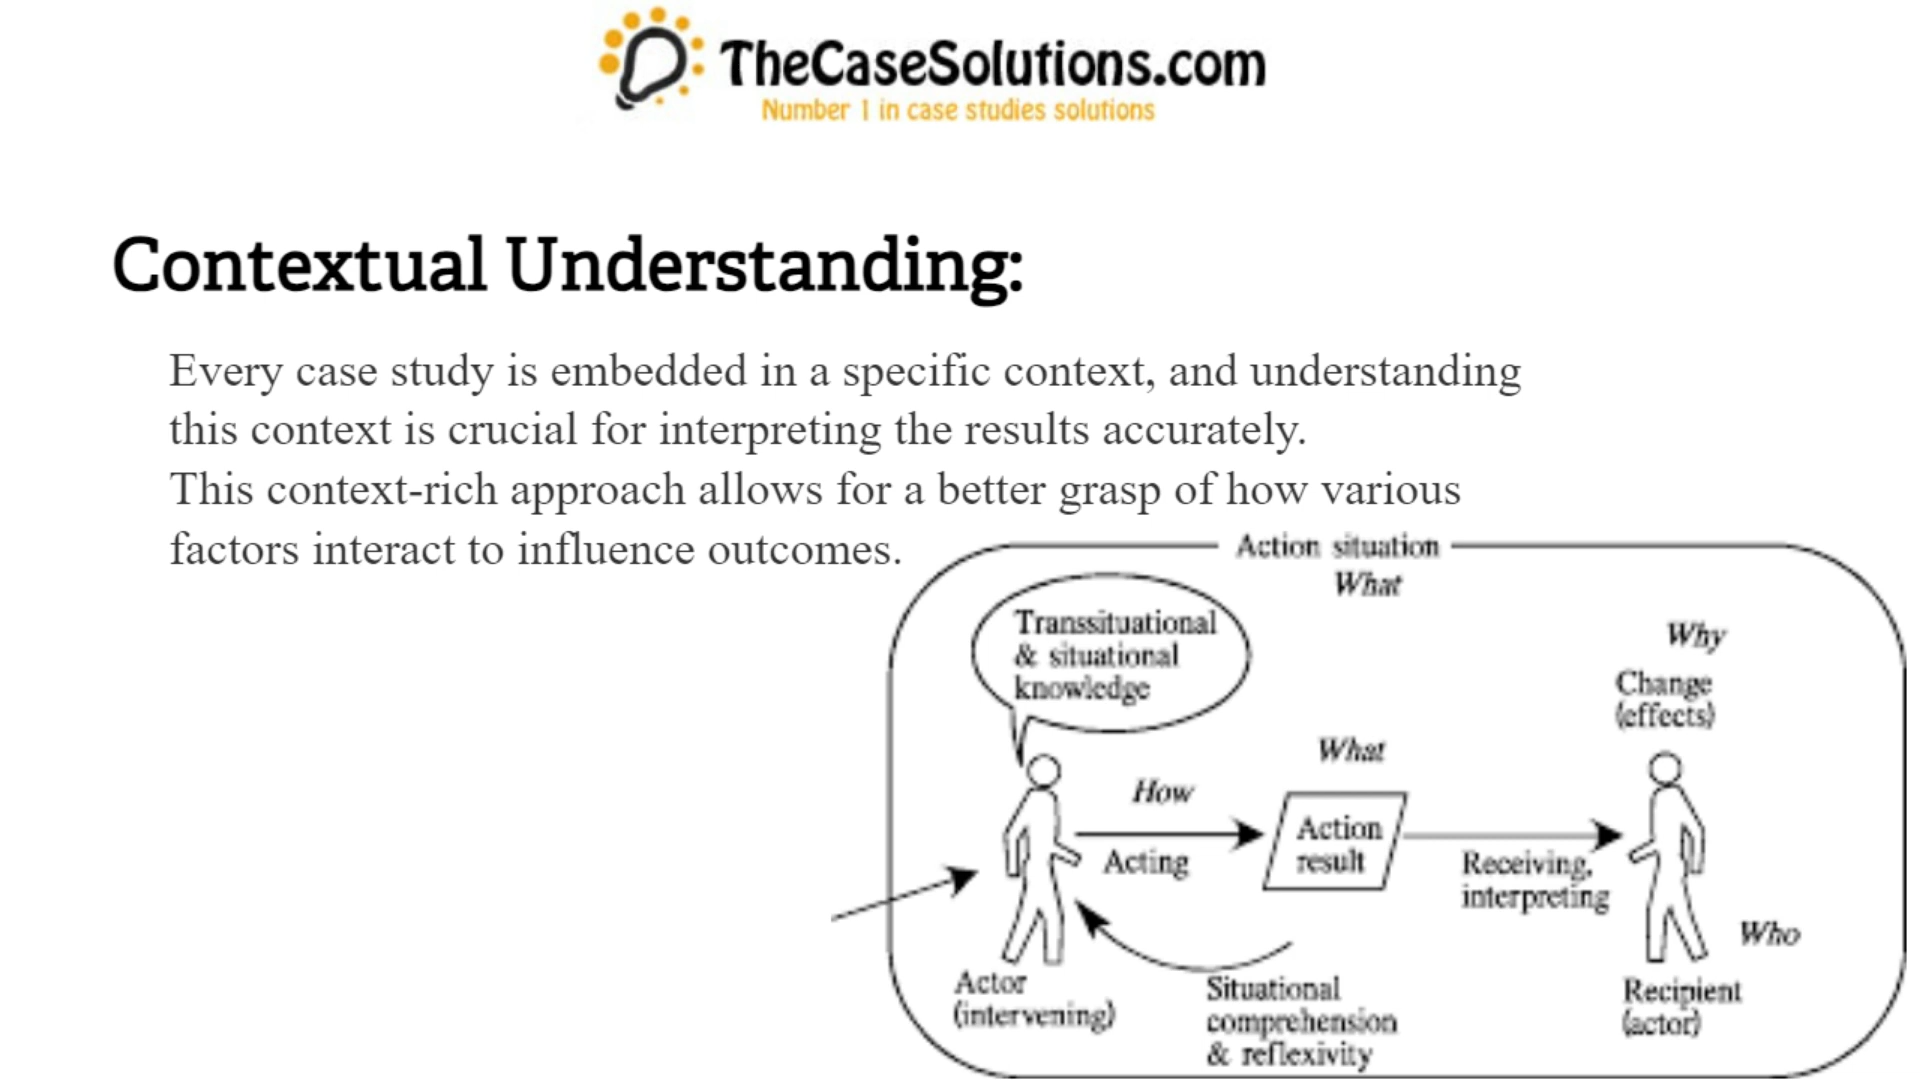 TheCaseSolutions.com
Number 1 in case studies solutions
Contextual Understanding:
Every case study is embedded in a specific context, and understanding
this context is crucial for interpreting the results accurately.
This context-rich approach allows for a better grasp of how various
factors interact to influence outcomes.
Action situation
What
Transsituational
& situational
knowledge
Why
Change
(effects)
What
How
Action
result
Acting
Receiving,
interpreting
Who
Actor
(intervening)
Situational
comprehension
& reflexivity
Recipient
(actor)